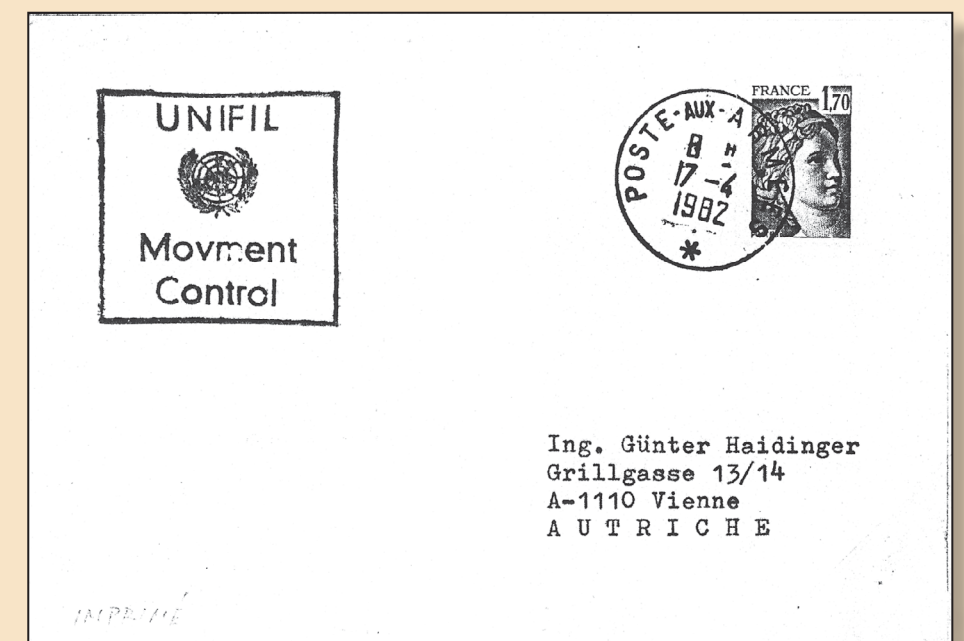 UNIFIL
Movment
Control
FRANCE 1,70
POSTE-AUX-A
8 H
17-4
1982
*
Ing. Günter Haidinger
Grillgasse 13/14
A-1110 Vienne
AUTRICHE
IMPRIMÉ